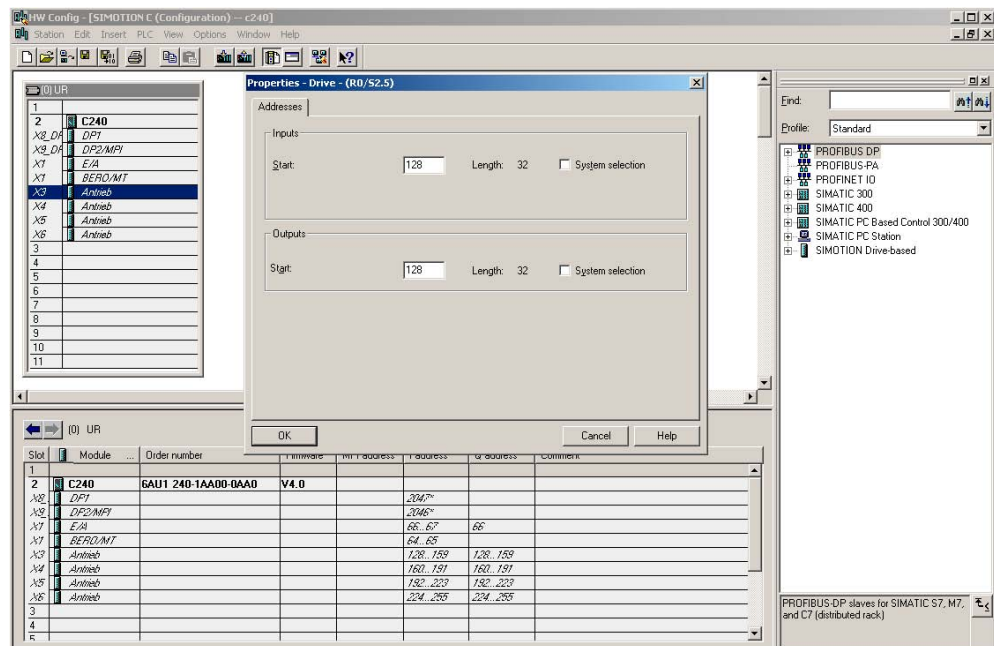 HW Config - [SIMOTION C (Configuration) -- c240]
Station Edit Insert PLC View Options Window Help
(0) UR
1
2 C240
X8_DP DP1
X9_DP DP2/MPI
X1 E/A
X1 BERO/MT
X3 Antrieb
X4 Antrieb
X5 Antrieb
X6 Antrieb
3
4
5
6
7
8
9
10
11
Properties - Drive - (R0/S2.5)
Addresses
Inputs
Start: 128 Length: 32 System selection
Outputs
Start: 128 Length: 32 System selection
OK Cancel Help
Find:
Profile: Standard
PROFIBUS DP
PROFIBUS-PA
PROFINET IO
SIMATIC 300
SIMATIC 400
SIMATIC PC Based Control 300/400
SIMATIC PC Station
SIMOTION Drive-based
PROFIBUS-DP slaves for SIMATIC S7, M7, and C7 (distributed rack)
(0) UR
Slot Module ... Order number Firmware MPI address I address Q address Comment
1
2 C240 6AU1 240-1AA00-0AA0 V4.0
X8 DP1 2047*
X9 DP2/MPI 2046*
X1 E/A 66...67 66
X1 BERO/MT 64...65
X3 Antrieb 128...159 128...159
X4 Antrieb 160...191 160...191
X5 Antrieb 192...223 192...223
X6 Antrieb 224...255 224...255
3
4
5